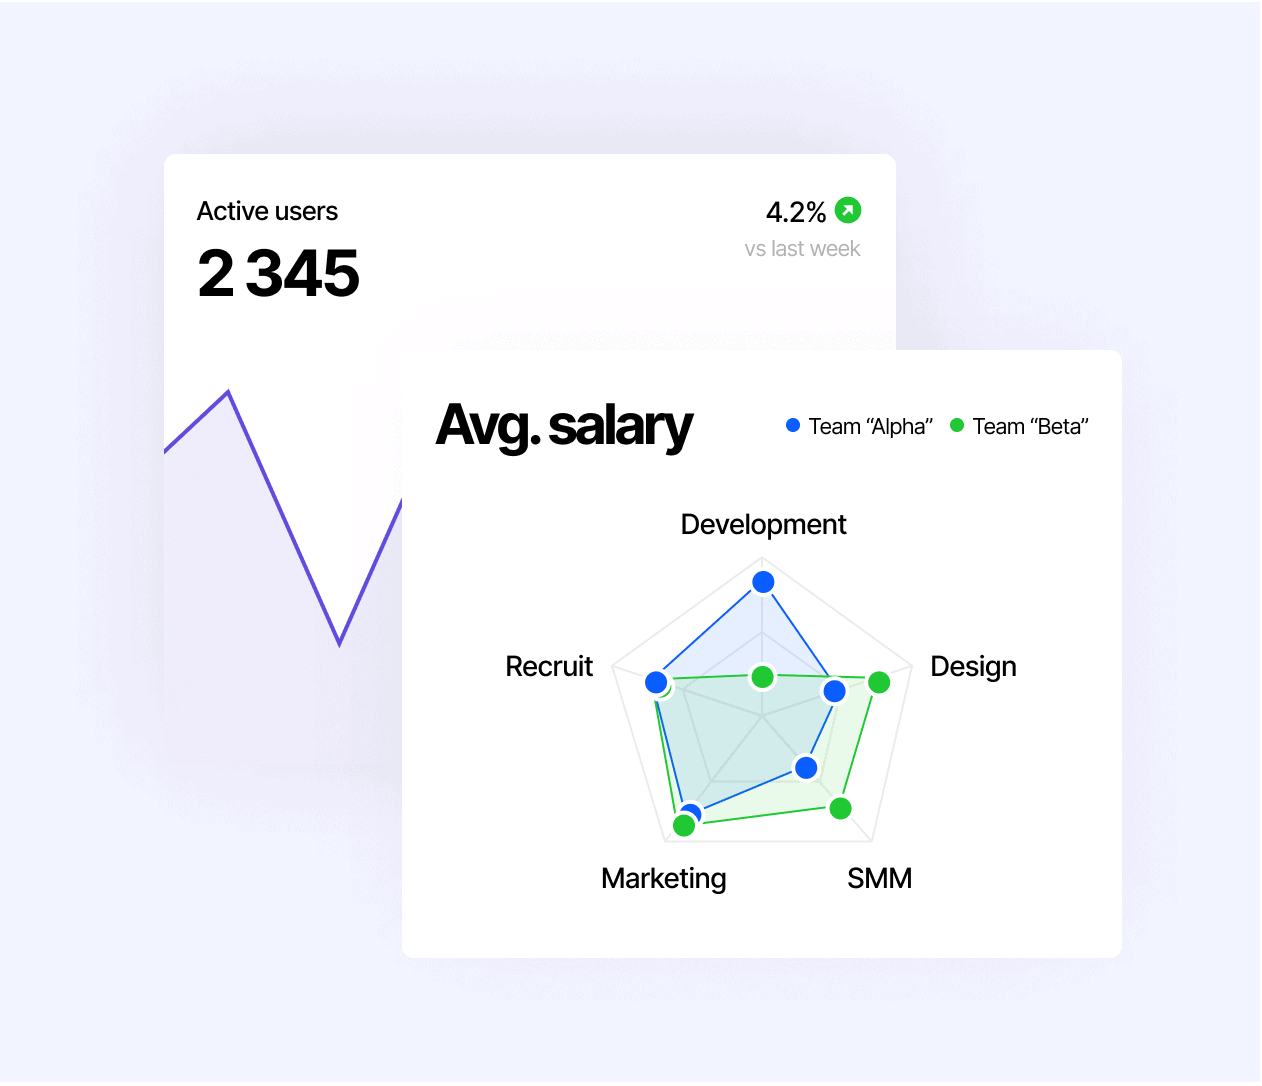 Active users
2 345
4.2%
vs last week
Avg. salary
Team “Alpha”
Team “Beta”
Development
Recruit
Design
Marketing
SMM